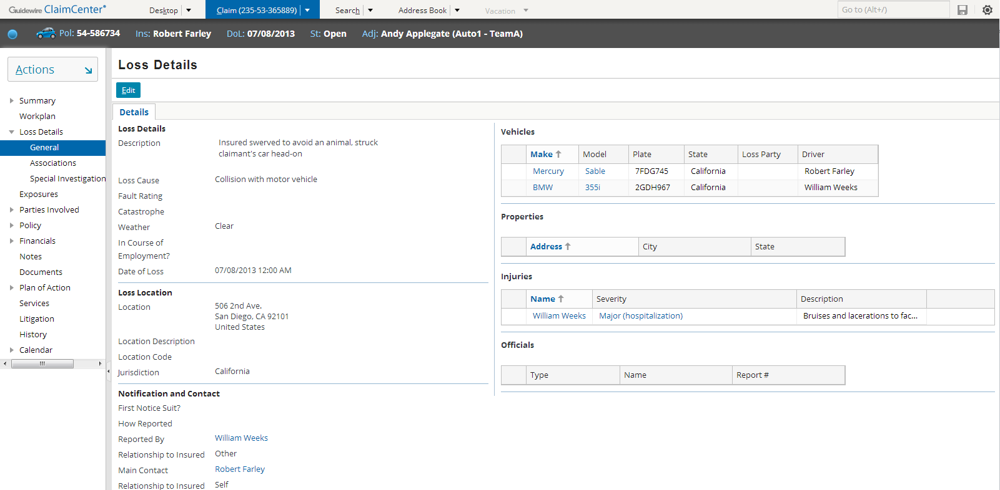 Guidewire ClaimCenter®
Desktop
Claim (235-53-365889)
Search
Address Book
Vacation
Go to (Alt+/)
Pol: 54-586734 Ins: Robert Farley DoL: 07/08/2013 St: Open Adj: Andy Applegate (Auto1 - TeamA)
Actions
Summary
Workplan
Loss Details
General
Associations
Special Investigation
Exposures
Parties Involved
Policy
Financials
Notes
Documents
Plan of Action
Services
Litigation
History
Calendar
Loss Details
Edit
Details
Loss Details
Description Insured swerved to avoid an animal, struck
claimant's car head-on
Loss Cause Collision with motor vehicle
Fault Rating
Catastrophe
Weather Clear
In Course of
Employment?
Date of Loss 07/08/2013 12:00 AM
Loss Location
Location 506 2nd Ave.
San Diego, CA 92101
United States
Location Description
Location Code
Jurisdiction California
Notification and Contact
First Notice Suit?
How Reported
Reported By William Weeks
Relationship to Insured Other
Main Contact Robert Farley
Relationship to Insured Self
Vehicles
Make Model Plate State Loss Party Driver
Mercury Sable 7FDG745 California Robert Farley
BMW 355i 2GDH967 California William Weeks
Properties
Address City State
Injuries
Name Severity Description
William Weeks Major (hospitalization) Bruises and lacerations to fac...
Officials
Type Name Report #